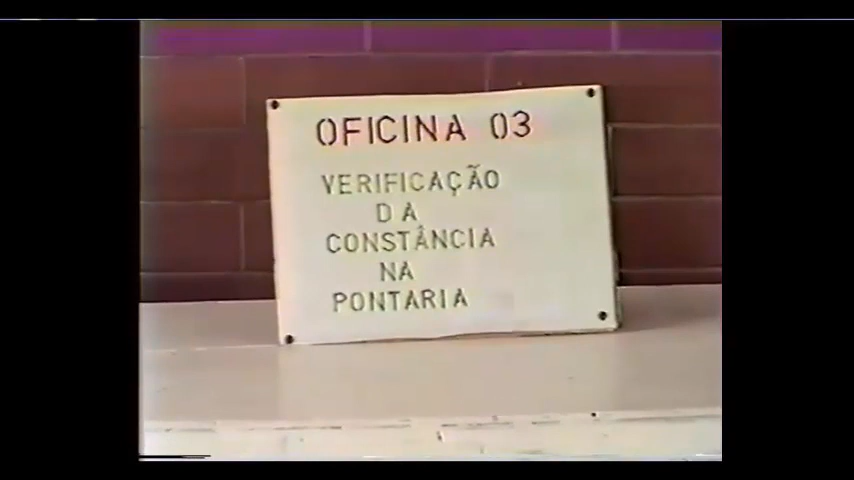 OFICINA 03
VERIFICAÇÃO
DA
CONSTÂNCIA
NA
PONTARIA